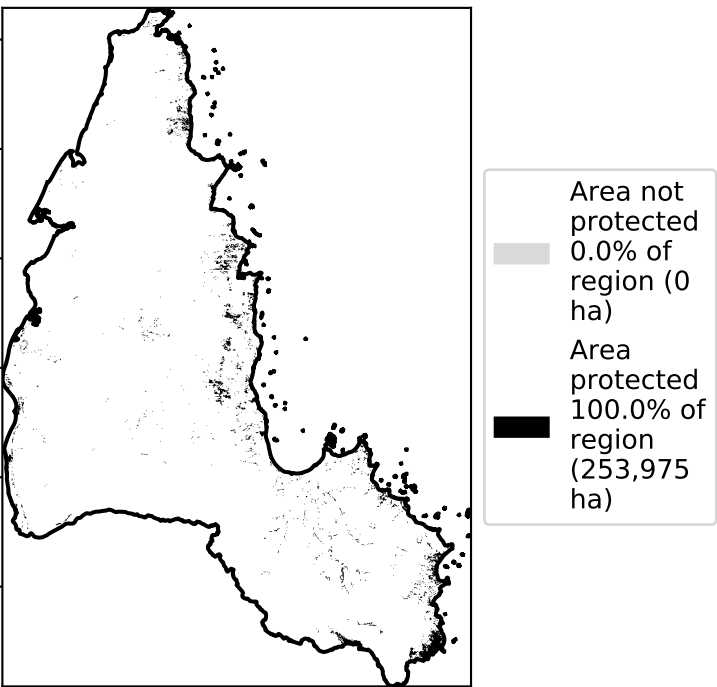 Area not
protected
0.0% of
region (0
ha)
Area
protected
100.0% of
region
(253,975
ha)